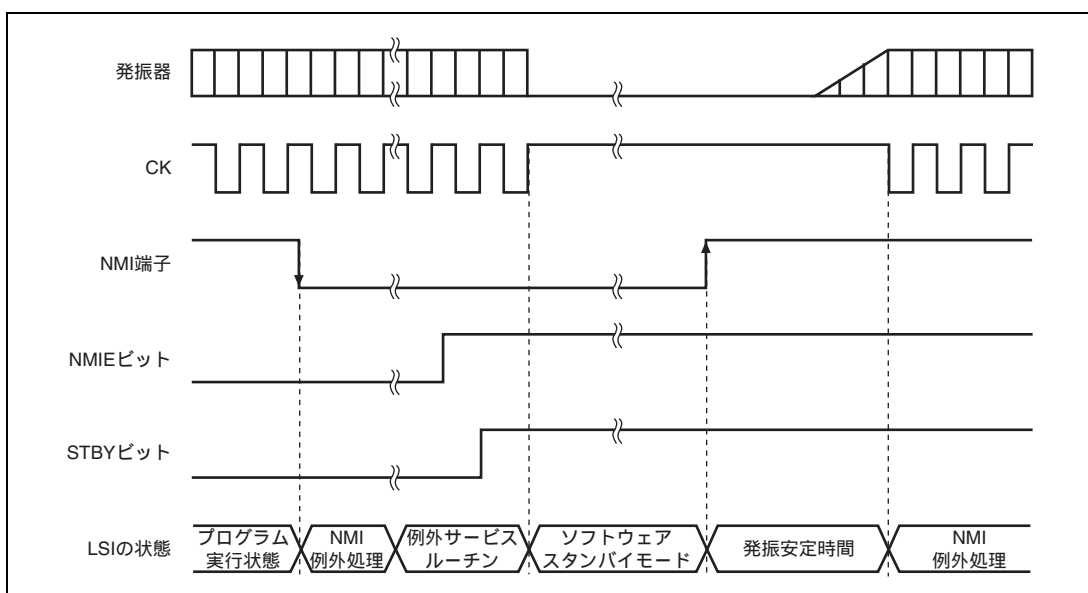 発振器
CK
NMI端子
NMIEビット
STBYビット
LSIの状態
プログラム
実行状態
NMI
例外処理
例外サービス
ルーチン
ソフトウェア
スタンバイモード
発振安定時間
NMI
例外処理